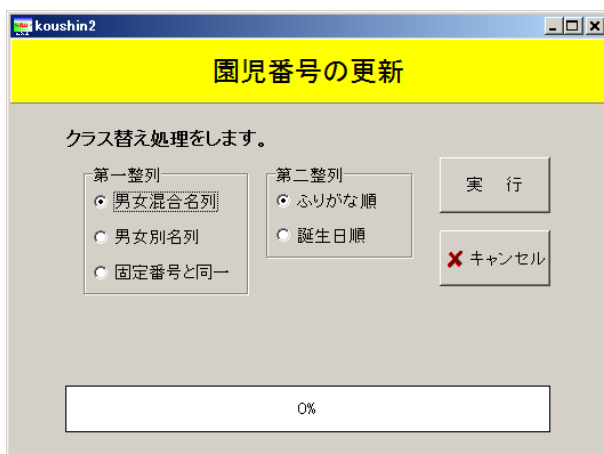 koushin2
園児番号の更新
クラス替え処理をします。
第一整列
男女混合名列
男女別名列
固定番号と同一
第二整列
ふりがな順
誕生日順
実 行
キャンセル
0%